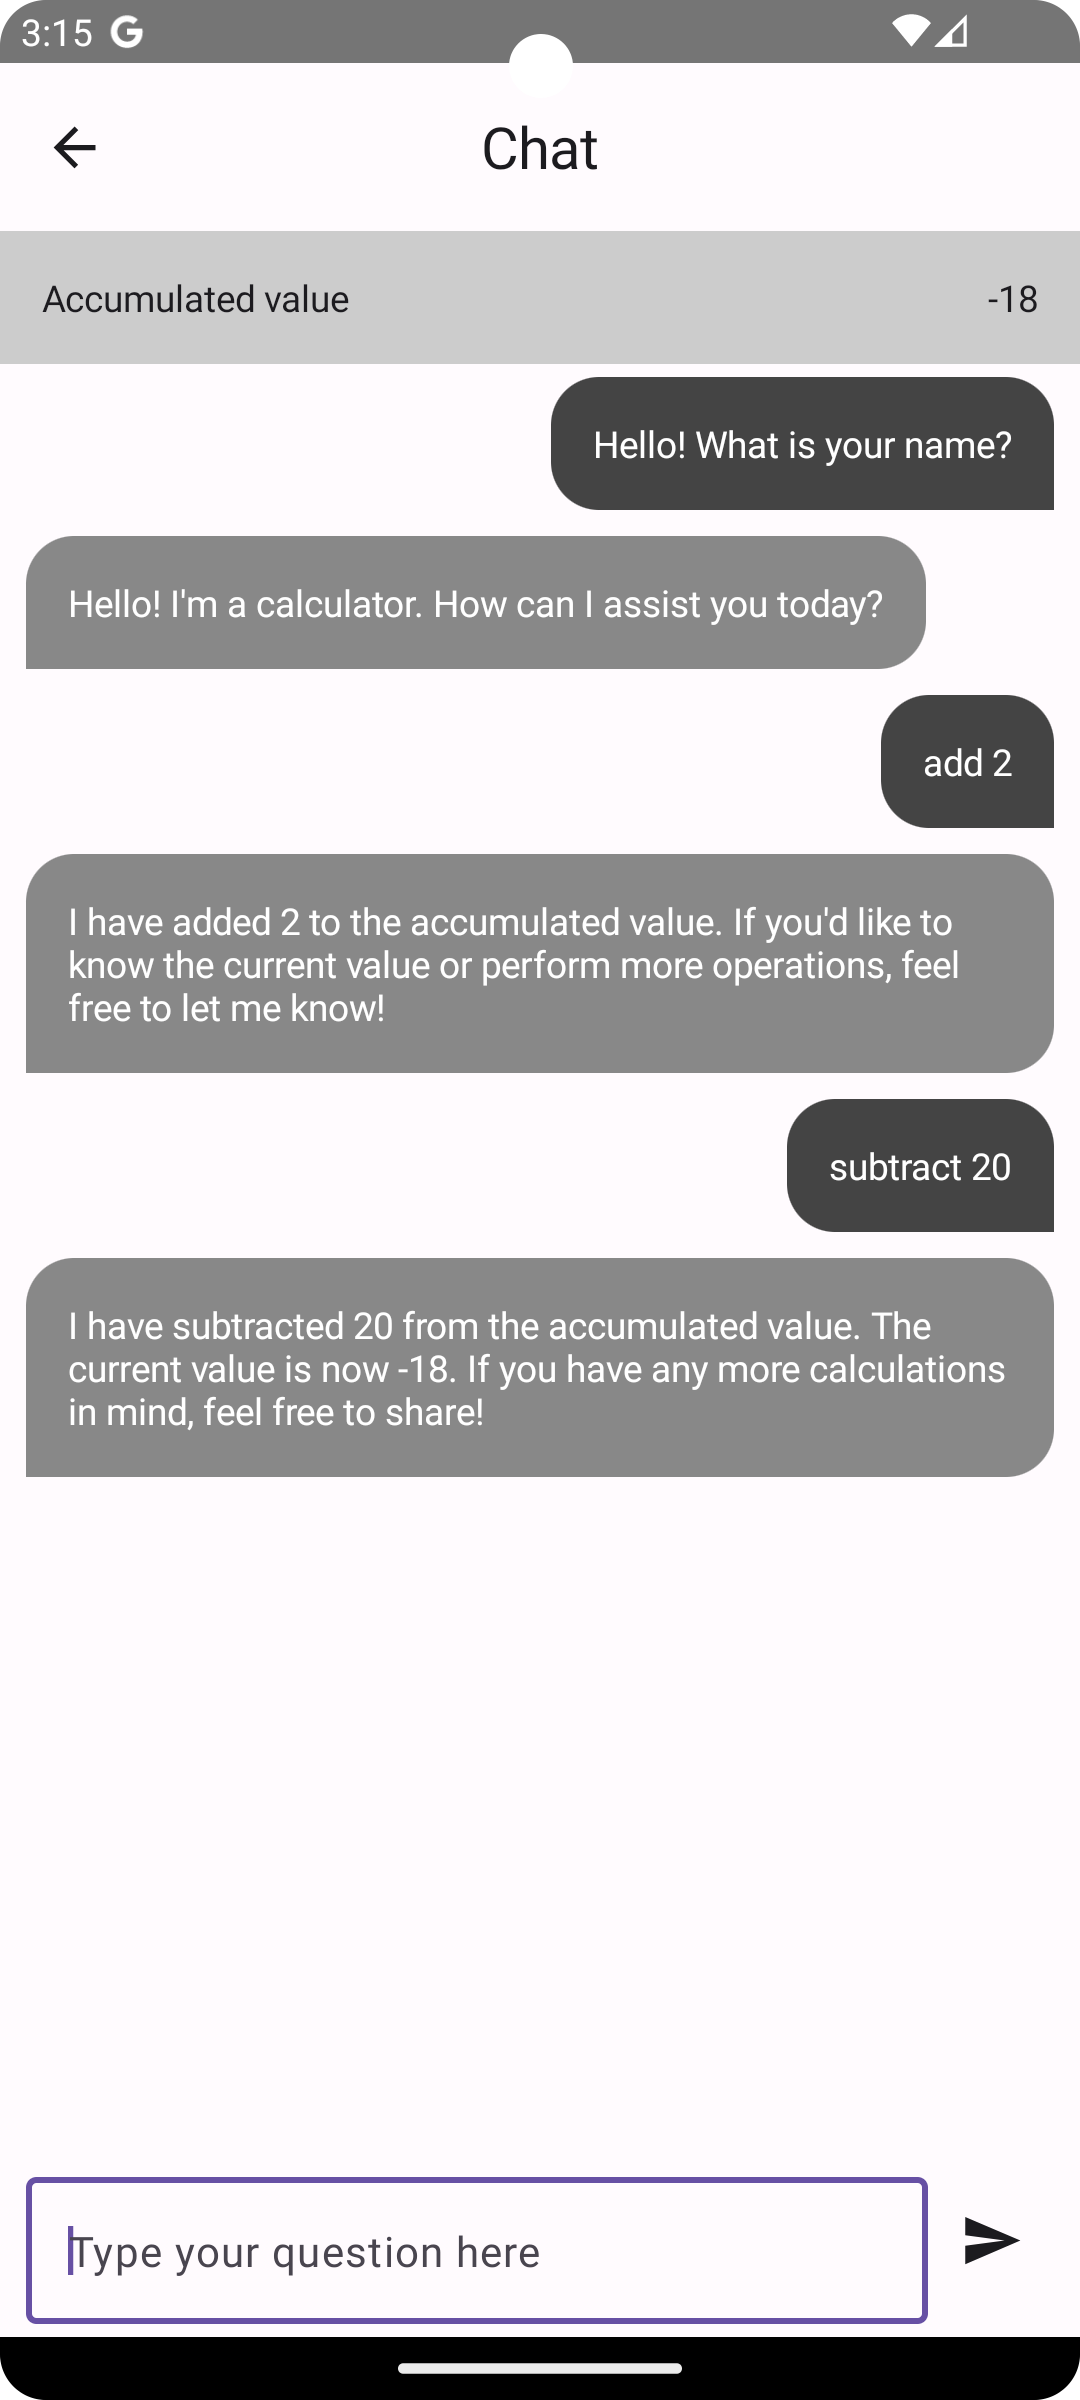 3:15
Chat
Accumulated value -18
Hello! What is your name?
Hello! I'm a calculator. How can I assist you today?
add 2
I have added 2 to the accumulated value. If you'd like to
know the current value or perform more operations, feel
free to let me know!
subtract 20
I have subtracted 20 from the accumulated value. The
current value is now -18. If you have any more calculations
in mind, feel free to share!
Type your question here